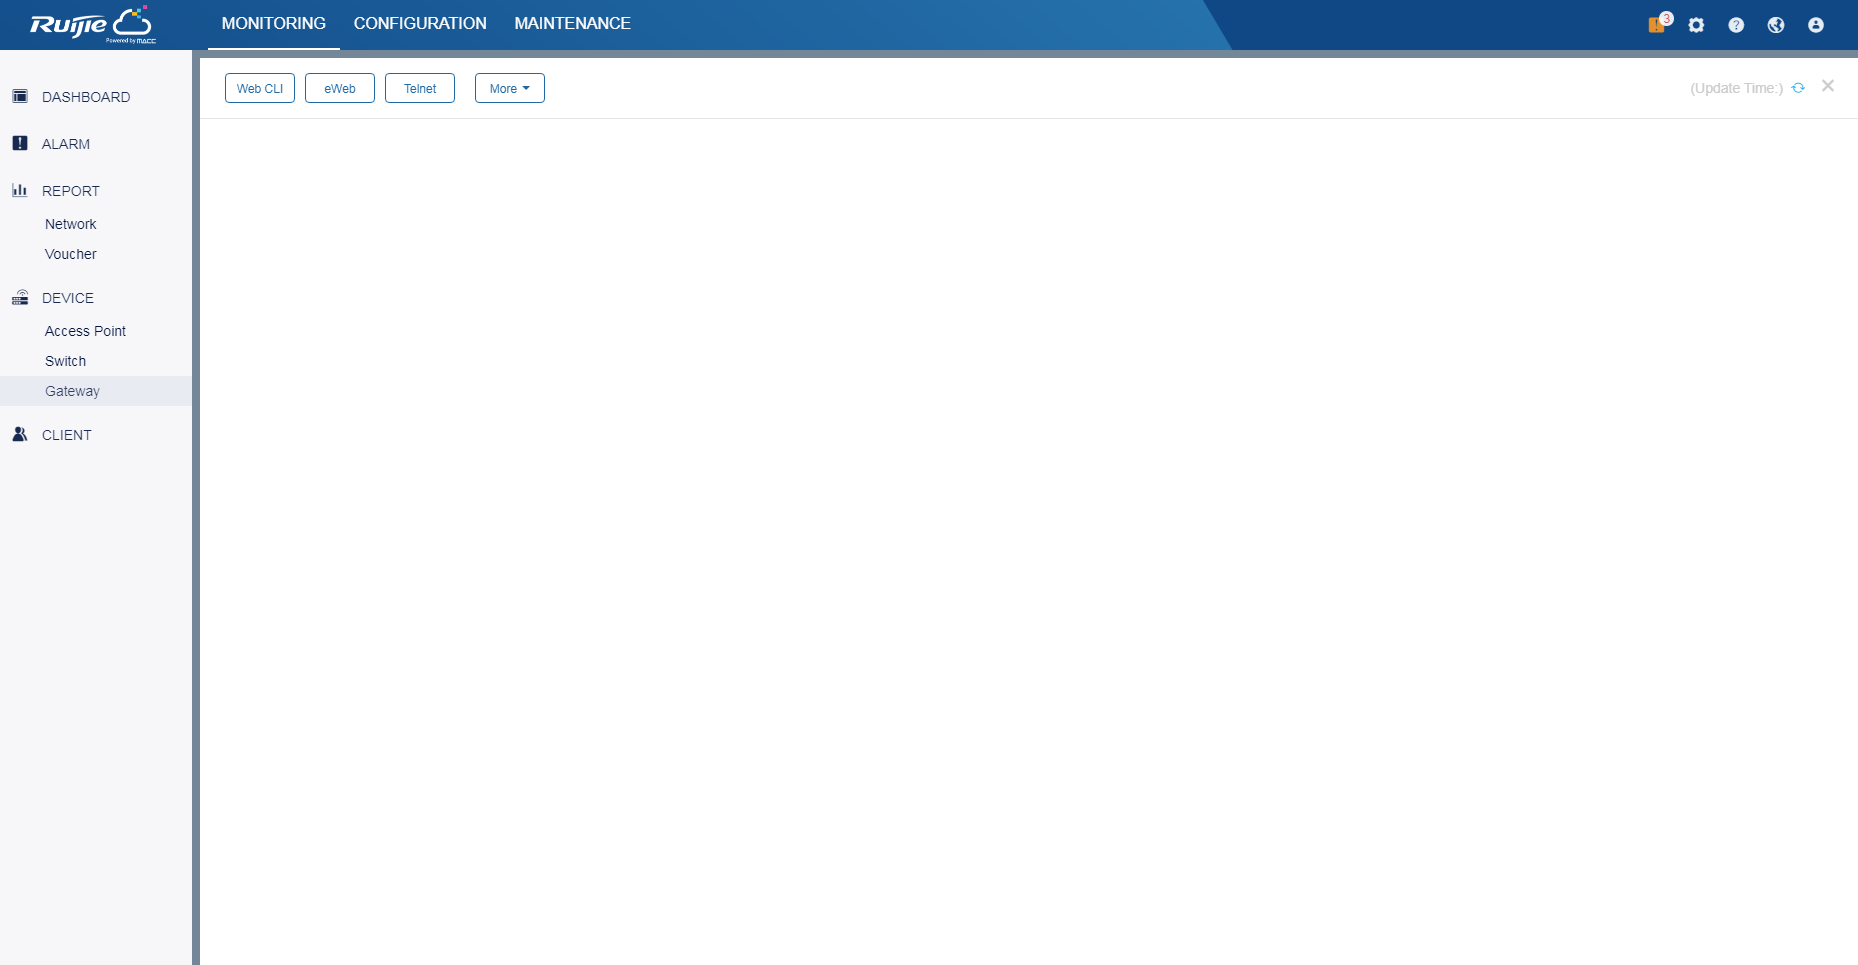 Ruijie
Powered by MACC
MONITORING CONFIGURATION MAINTENANCE
3
DASHBOARD
ALARM
REPORT
Network
Voucher
DEVICE
Access Point
Switch
Gateway
CLIENT
Web CLI eWeb Telnet More
(Update Time:)